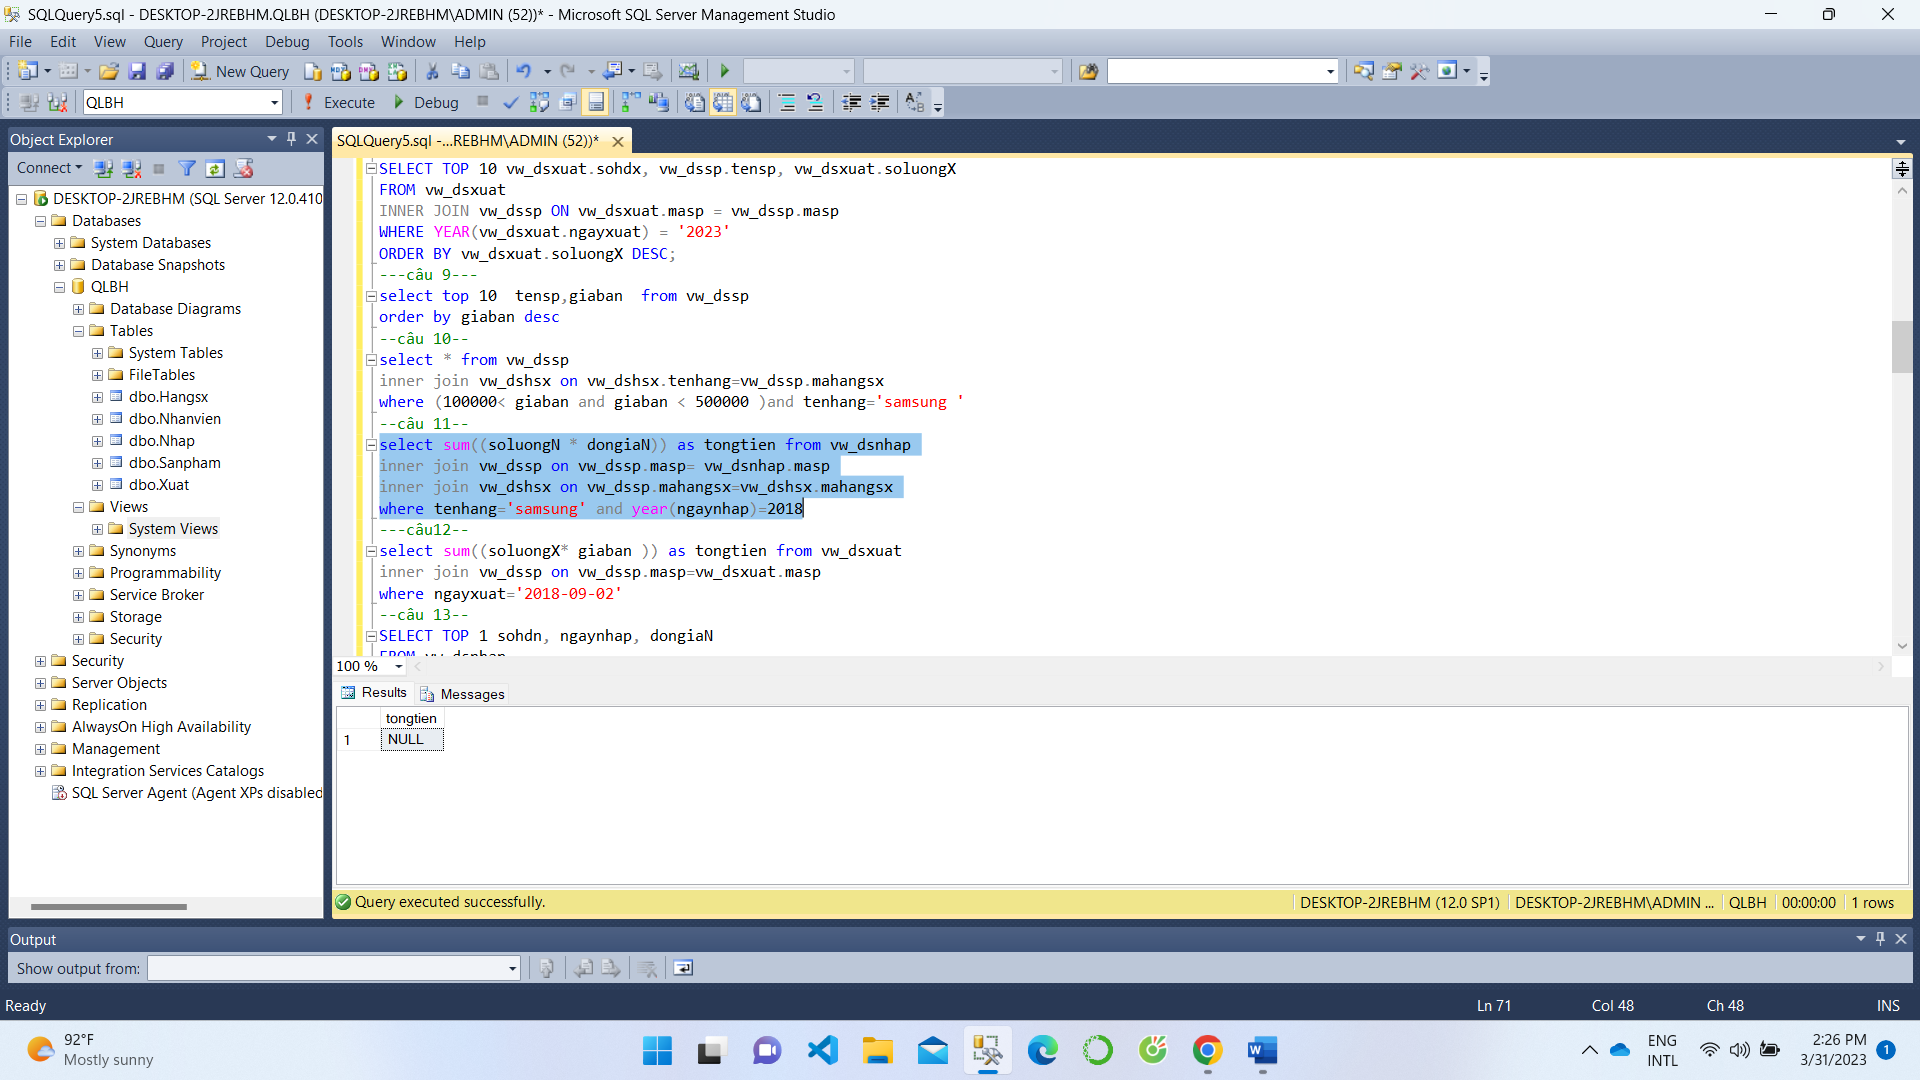 SQLQuery5.sql - DESKTOP-2JREBHM.QLBH (DESKTOP-2JREBHM\ADMIN (52))* - Microsoft SQL Server Management Studio
File Edit View Query Project Debug Tools Window Help
New Query
QLBH Execute Debug
Object Explorer
Connect
DESKTOP-2JREBHM (SQL Server 12.0.410
Databases
System Databases
Database Snapshots
QLBH
Database Diagrams
Tables
System Tables
FileTables
dbo.Hangsx
dbo.Nhanvien
dbo.Nhap
dbo.Sanpham
dbo.Xuat
Views
System Views
Synonyms
Programmability
Service Broker
Storage
Security
Security
Server Objects
Replication
AlwaysOn High Availability
Management
Integration Services Catalogs
SQL Server Agent (Agent XPs disabled
SQLQuery5.sql -...REBHM\ADMIN (52))*
SELECT TOP 10 vw_dsxuat.sohdx, vw_dssp.tensp, vw_dsxuat.soluongX
FROM vw_dsxuat
INNER JOIN vw_dssp ON vw_dsxuat.masp = vw_dssp.masp
WHERE YEAR(vw_dsxuat.ngayxuat) = '2023'
ORDER BY vw_dsxuat.soluongX DESC;
---câu 9---
select top 10  tensp,giaban  from vw_dssp
order by giaban desc
--câu 10--
select * from vw_dssp
inner join vw_dshsx on vw_dshsx.tenhang=vw_dssp.mahangsx
where (100000< giaban and giaban < 500000 )and tenhang='samsung '
--câu 11--
select sum((soluongN * dongiaN)) as tongtien from vw_dsnhap
inner join vw_dssp on vw_dssp.masp= vw_dsnhap.masp
inner join vw_dshsx on vw_dssp.mahangsx=vw_dshsx.mahangsx
where tenhang='samsung' and year(ngaynhap)=2018
---câu12--
select sum((soluongX* giaban )) as tongtien from vw_dsxuat
inner join vw_dssp on vw_dssp.masp=vw_dsxuat.masp
where ngayxuat='2018-09-02'
--câu 13--
SELECT TOP 1 sohdn, ngaynhap, dongiaN
FROM vw_dsnhap
100 %
Results Messages
tongtien
1 NULL
Query executed successfully. DESKTOP-2JREBHM (12.0 SP1) DESKTOP-2JREBHM\ADMIN ... QLBH 00:00:00 1 rows
Output
Show output from:
Ready Ln 71 Col 48 Ch 48 INS
92°F
Mostly sunny
ENG
INTL
2:26 PM
3/31/2023
1